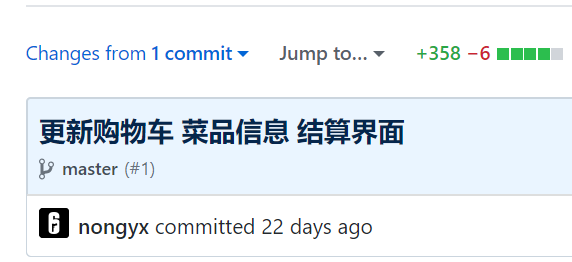 Changes from 1 commit Jump to... +358 −6
更新购物车 菜品信息 结算界面
master (#1)
nongyx committed 22 days ago